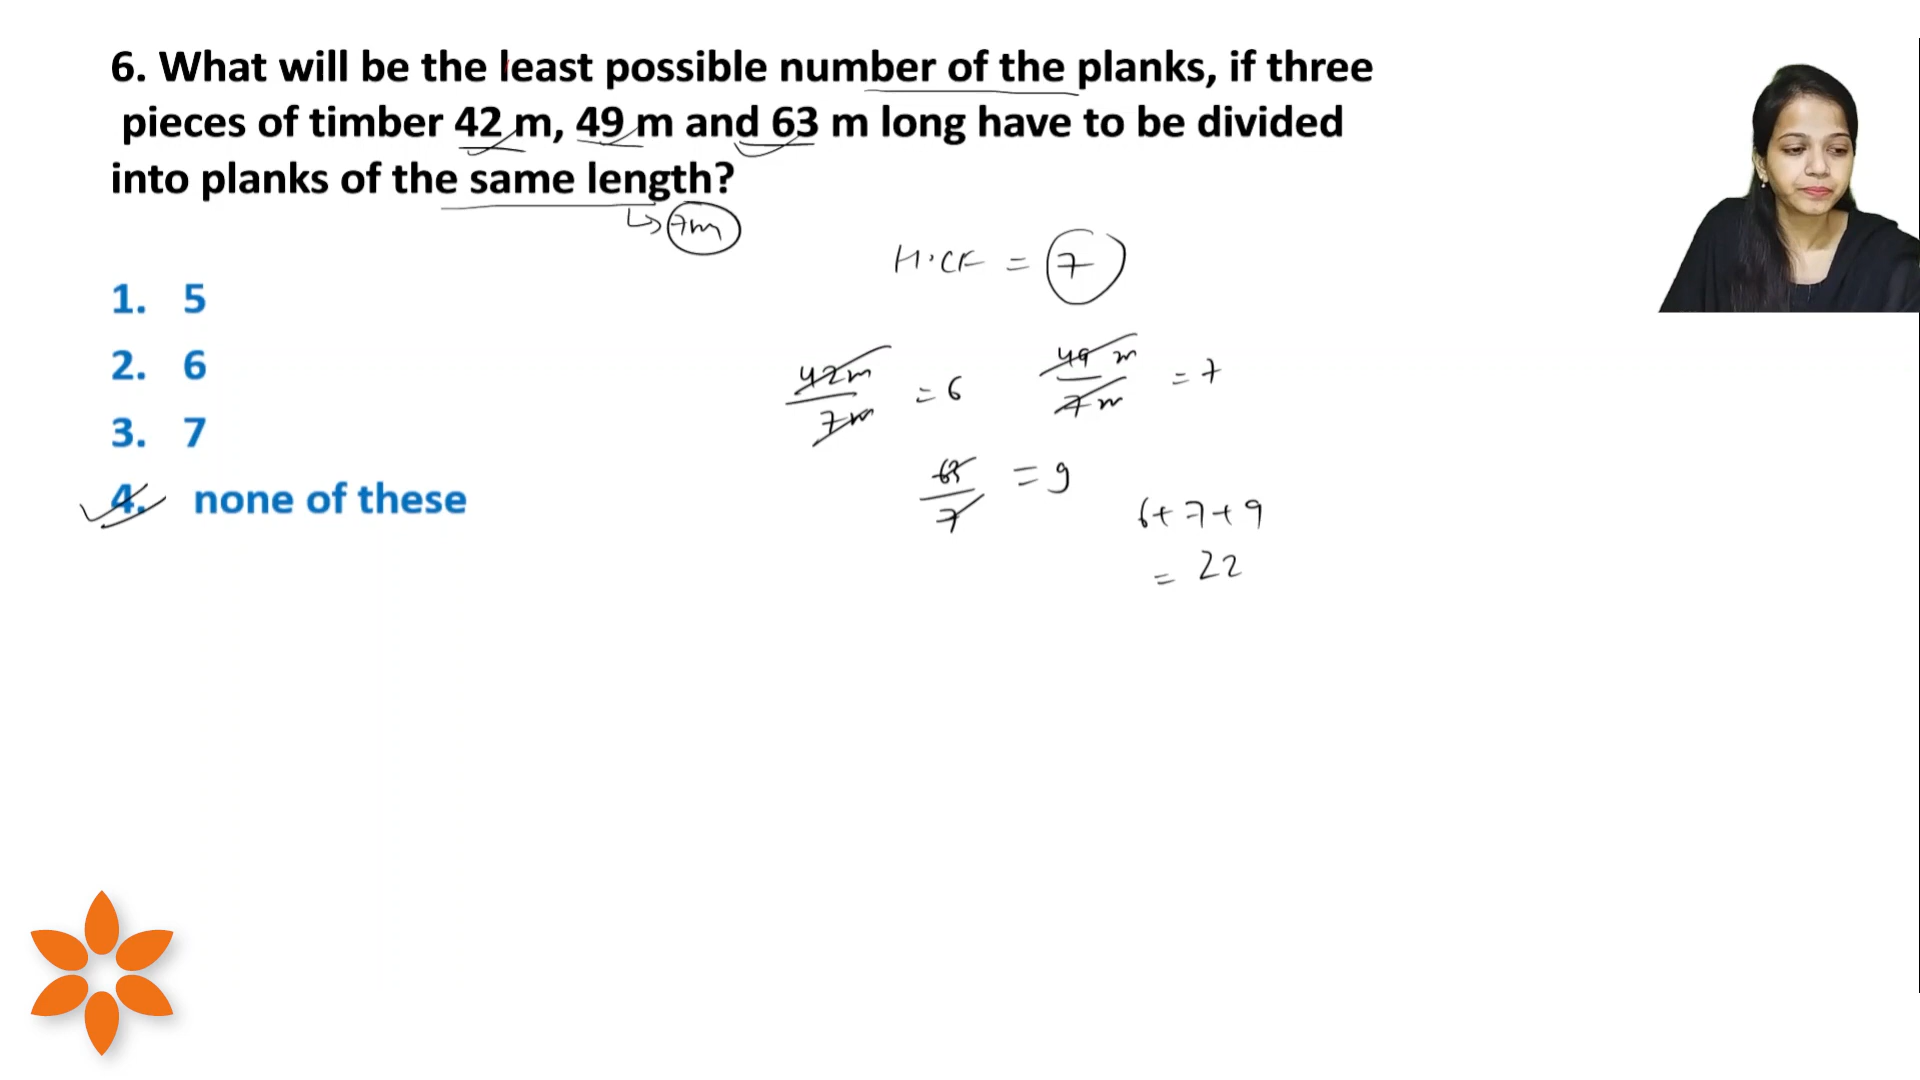 6. What will be the least possible number of the planks, if three
pieces of timber 42 m, 49 m and 63 m long have to be divided
into planks of the same length?
↳ 7m
H.CF = 7
1. 5
2. 6
3. 7
4. none of these
42m / 7m = 6
49 m / 7m = 7
63 / 7 = 9
6+7+9
= 22